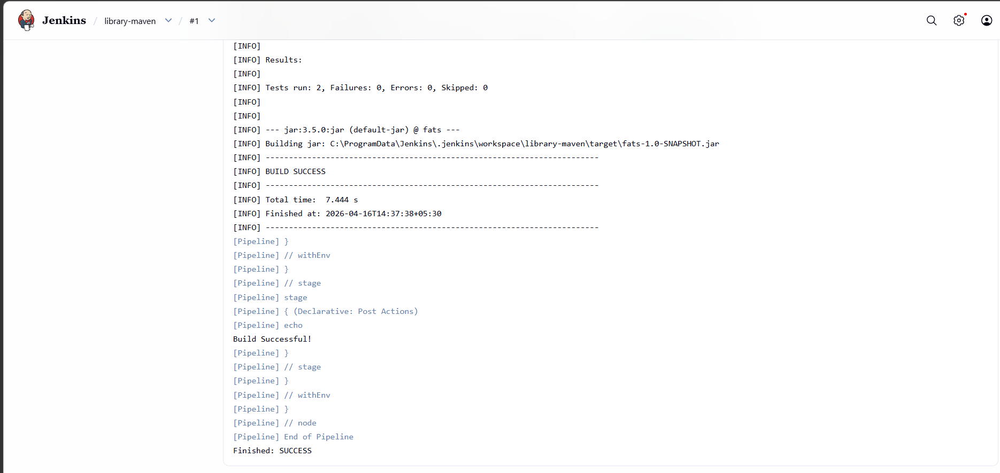 Jenkins / library-maven / #1
[INFO]
[INFO] Results:
[INFO]
[INFO] Tests run: 2, Failures: 0, Errors: 0, Skipped: 0
[INFO]
[INFO]
[INFO] --- jar:3.5.0:jar (default-jar) @ fats ---
[INFO] Building jar: C:\ProgramData\Jenkins\.jenkins\workspace\library-maven\target\fats-1.0-SNAPSHOT.jar
[INFO] ------------------------------------------------------------------------
[INFO] BUILD SUCCESS
[INFO] ------------------------------------------------------------------------
[INFO] Total time:  7.444 s
[INFO] Finished at: 2026-04-16T14:37:38+05:30
[INFO] ------------------------------------------------------------------------
[Pipeline] }
[Pipeline] // withEnv
[Pipeline] }
[Pipeline] // stage
[Pipeline] stage
[Pipeline] { (Declarative: Post Actions)
[Pipeline] echo
Build Successful!
[Pipeline] }
[Pipeline] // stage
[Pipeline] }
[Pipeline] // withEnv
[Pipeline] }
[Pipeline] // node
[Pipeline] End of Pipeline
Finished: SUCCESS